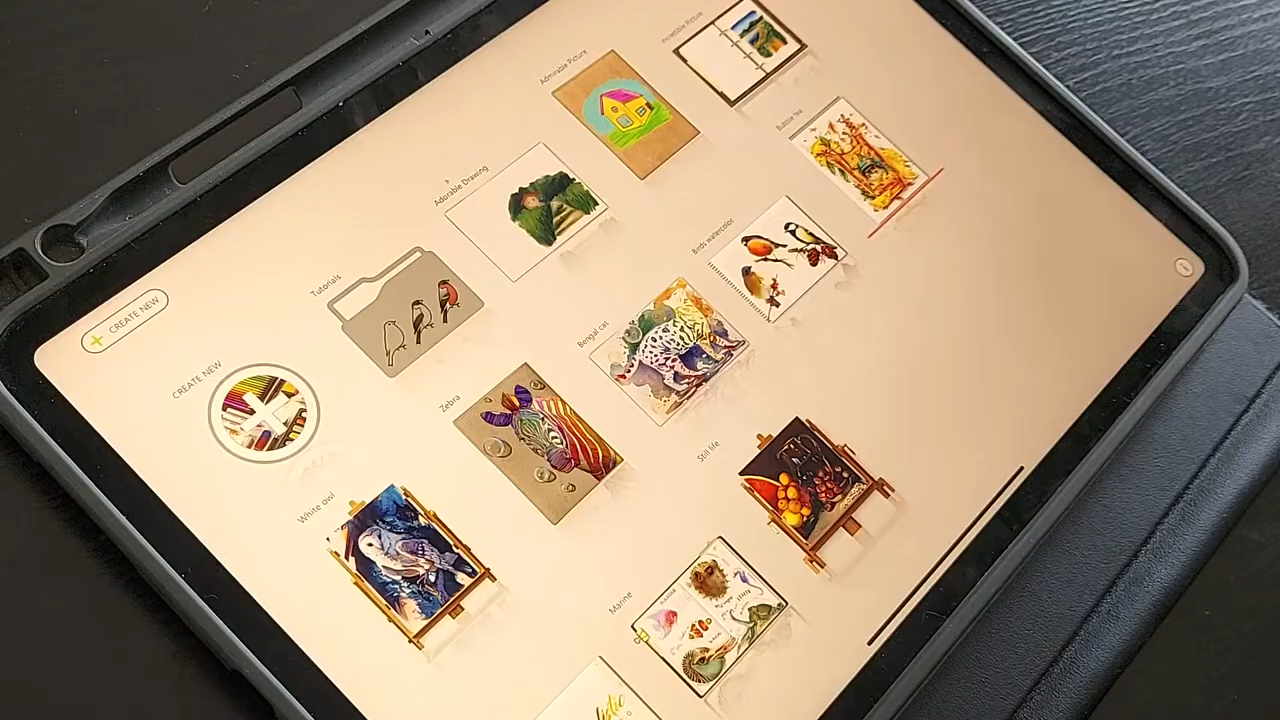 + CREATE NEW
CREATE NEW
Tutorials
Adorable Drawing
Admirable Picture
Incredible Picture
White owl
Zebra
Bengal cat
Birds watercolor
Bubble tea
Marine
Still life